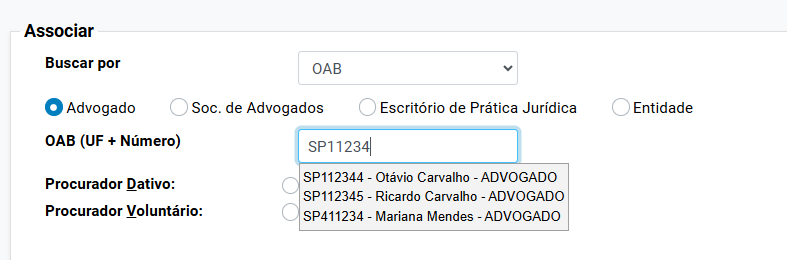 Associar
Buscar por
OAB
Advogado Soc. de Advogados Escritório de Prática Jurídica Entidade
OAB (UF + Número)
SP11234
SP112344 - Otávio Carvalho - ADVOGADO
Procurador Dativo:
SP112345 - Ricardo Carvalho - ADVOGADO
Procurador Voluntário:
SP411234 - Mariana Mendes - ADVOGADO